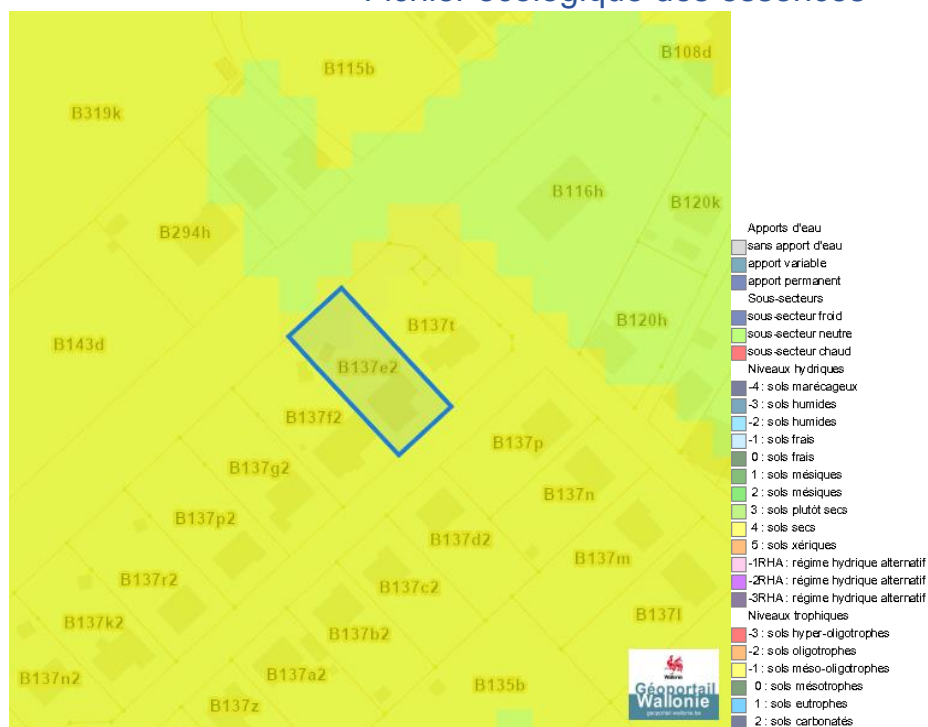 Fichier écologique des essences
B108d
B115b
B319k
B116h
B120k
B294h
B120h
B137t
B143d
B137e2
B137f2
B137p
B137g2
B137n
B137p2
B137d2
B137m
B137r2
B137c2
B137l
B137k2
B137b2
B137n2
B137a2
B135b
B137z
Wallonie
Géoportail
Wallonie
geoportail.wallonie.be
Apports d'eau
sans apport d'eau
apport variable
apport permanent
Sous-secteurs
sous-secteur froid
sous-secteur neutre
sous-secteur chaud
Niveaux hydriques
-4 : sols marécageux
-3 : sols humides
-2 : sols humides
-1 : sols frais
0 : sols frais
1 : sols mésiques
2 : sols mésiques
3 : sols plutôt secs
4 : sols secs
5 : sols xériques
-1RHA : régime hydrique alternatif
-2RHA : régime hydrique alternatif
-3RHA : régime hydrique alternatif
Niveaux trophiques
-3 : sols hyper-oligotrophes
-2 : sols oligotrophes
-1 : sols méso-oligotrophes
0 : sols mésotrophes
1 : sols eutrophes
2 : sols carbonatés